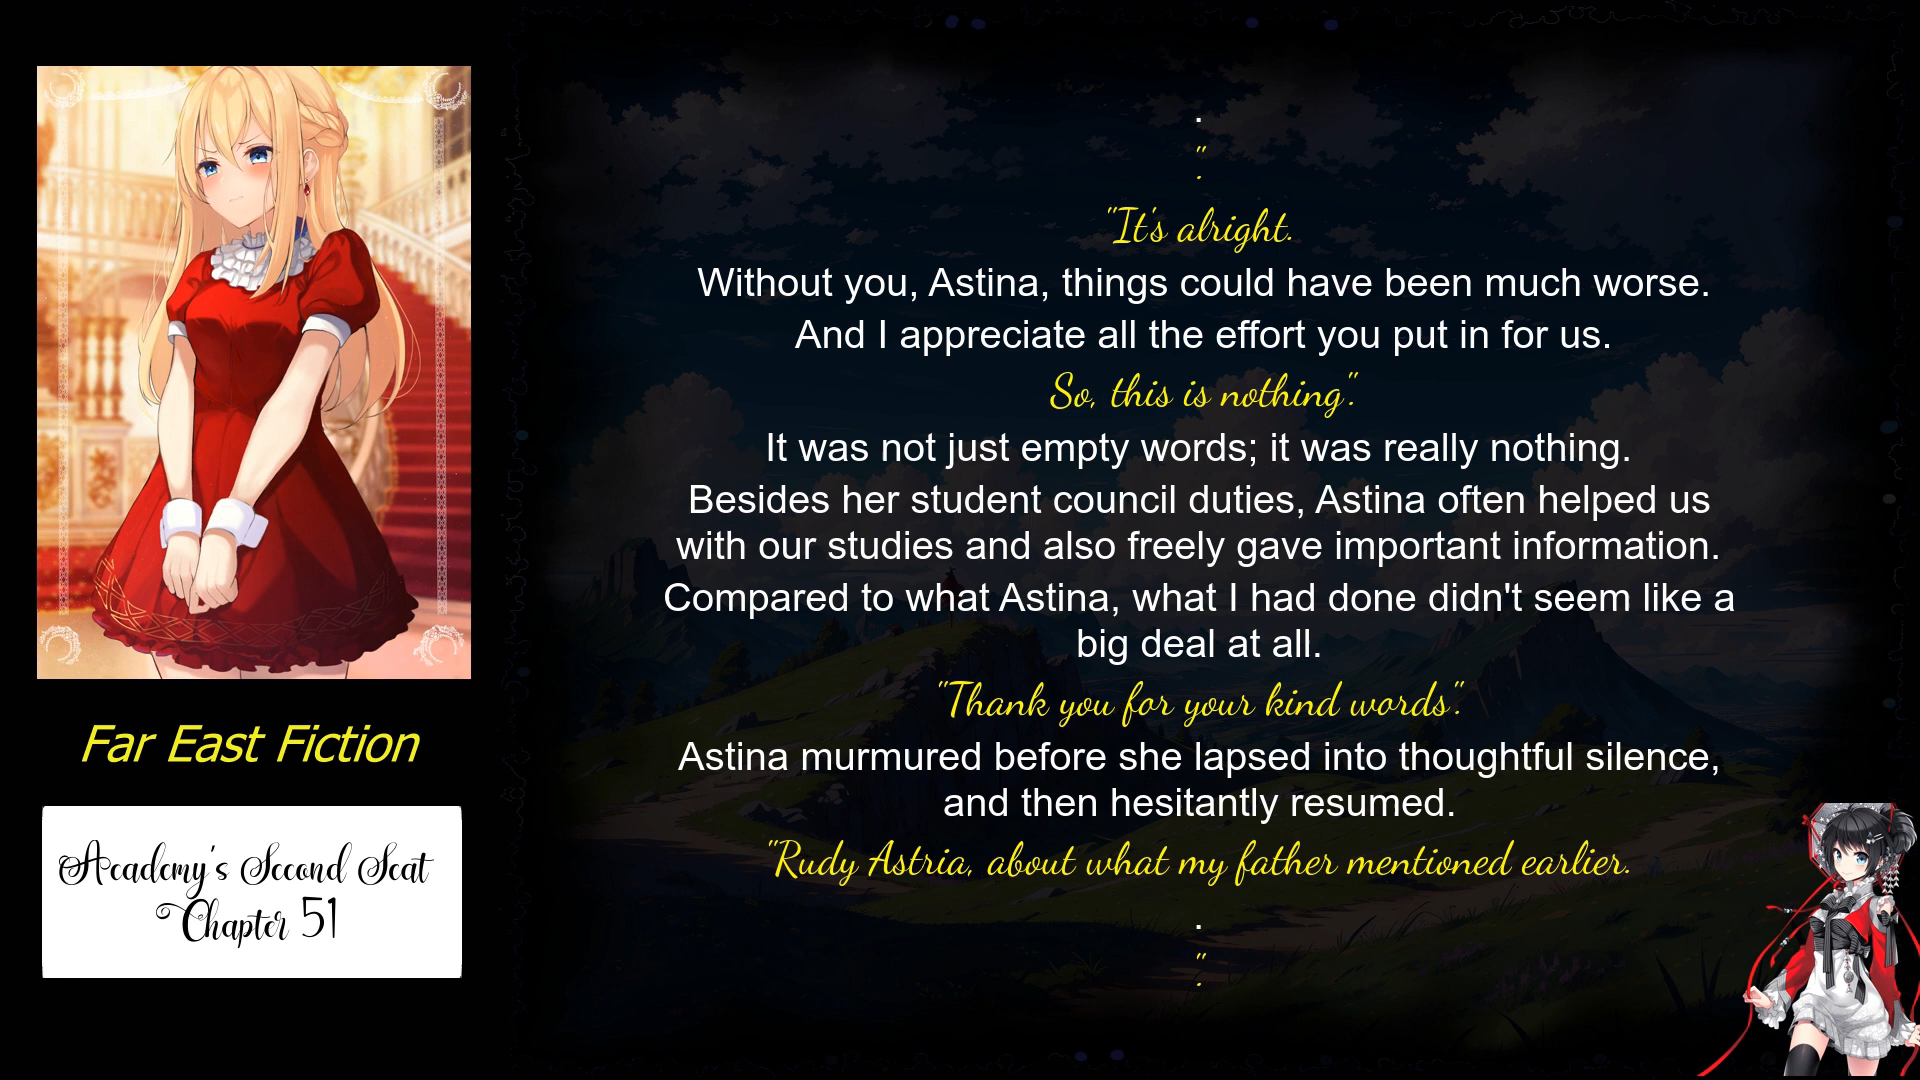 Far East Fiction
Academy's Second Seat
Chapter 51
.
"
.
"It's alright.
Without you, Astina, things could have been much worse.
And I appreciate all the effort you put in for us.
So, this is nothing".
It was not just empty words; it was really nothing.
Besides her student council duties, Astina often helped us
with our studies and also freely gave important information.
Compared to what Astina, what I had done didn't seem like a
big deal at all.
"Thank you for your kind words".
Astina murmured before she lapsed into thoughtful silence,
and then hesitantly resumed.
"Rudy Astria, about what my father mentioned earlier.
.
".